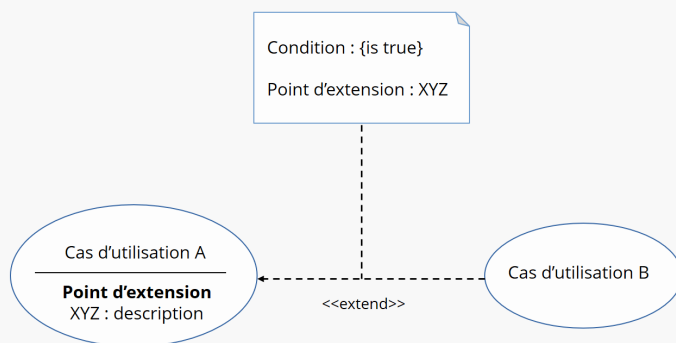 Condition : {is true}
Point d’extension : XYZ
Cas d’utilisation A
Point d’extension
XYZ : description
<<extend>>
Cas d’utilisation B